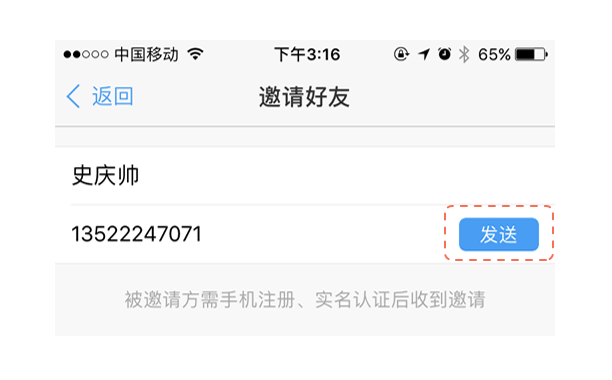 中国移动 下午3:16 65%
返回 邀请好友
史庆帅
13522247071 发送
被邀请方需手机注册、实名认证后收到邀请